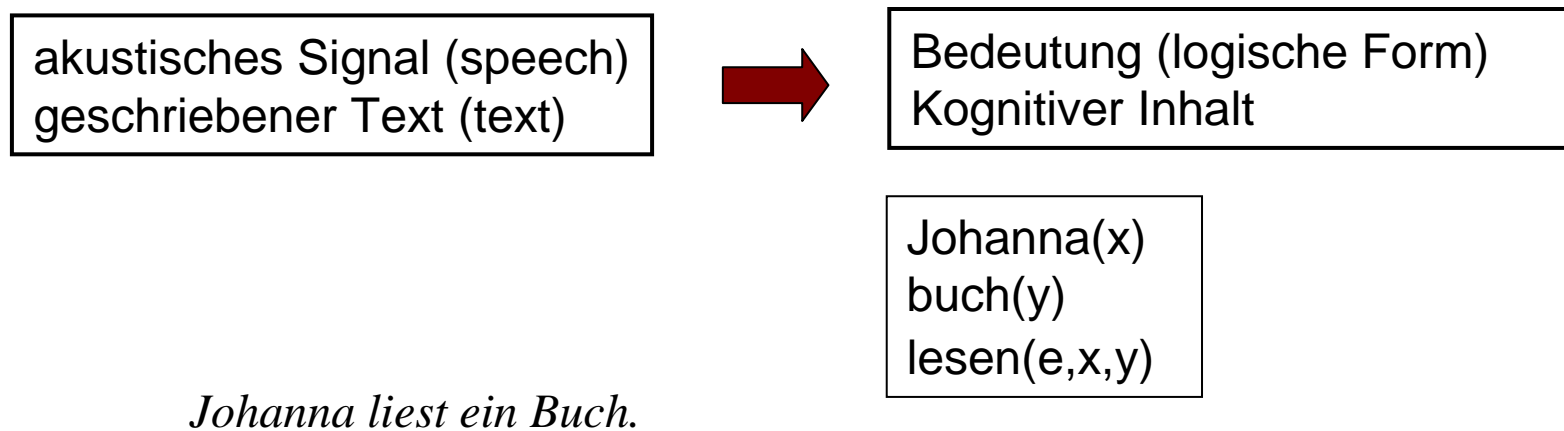 akustisches Signal (speech)
geschriebener Text (text)
Bedeutung (logische Form)
Kognitiver Inhalt
Johanna(x)
buch(y)
lesen(e,x,y)
Johanna liest ein Buch.